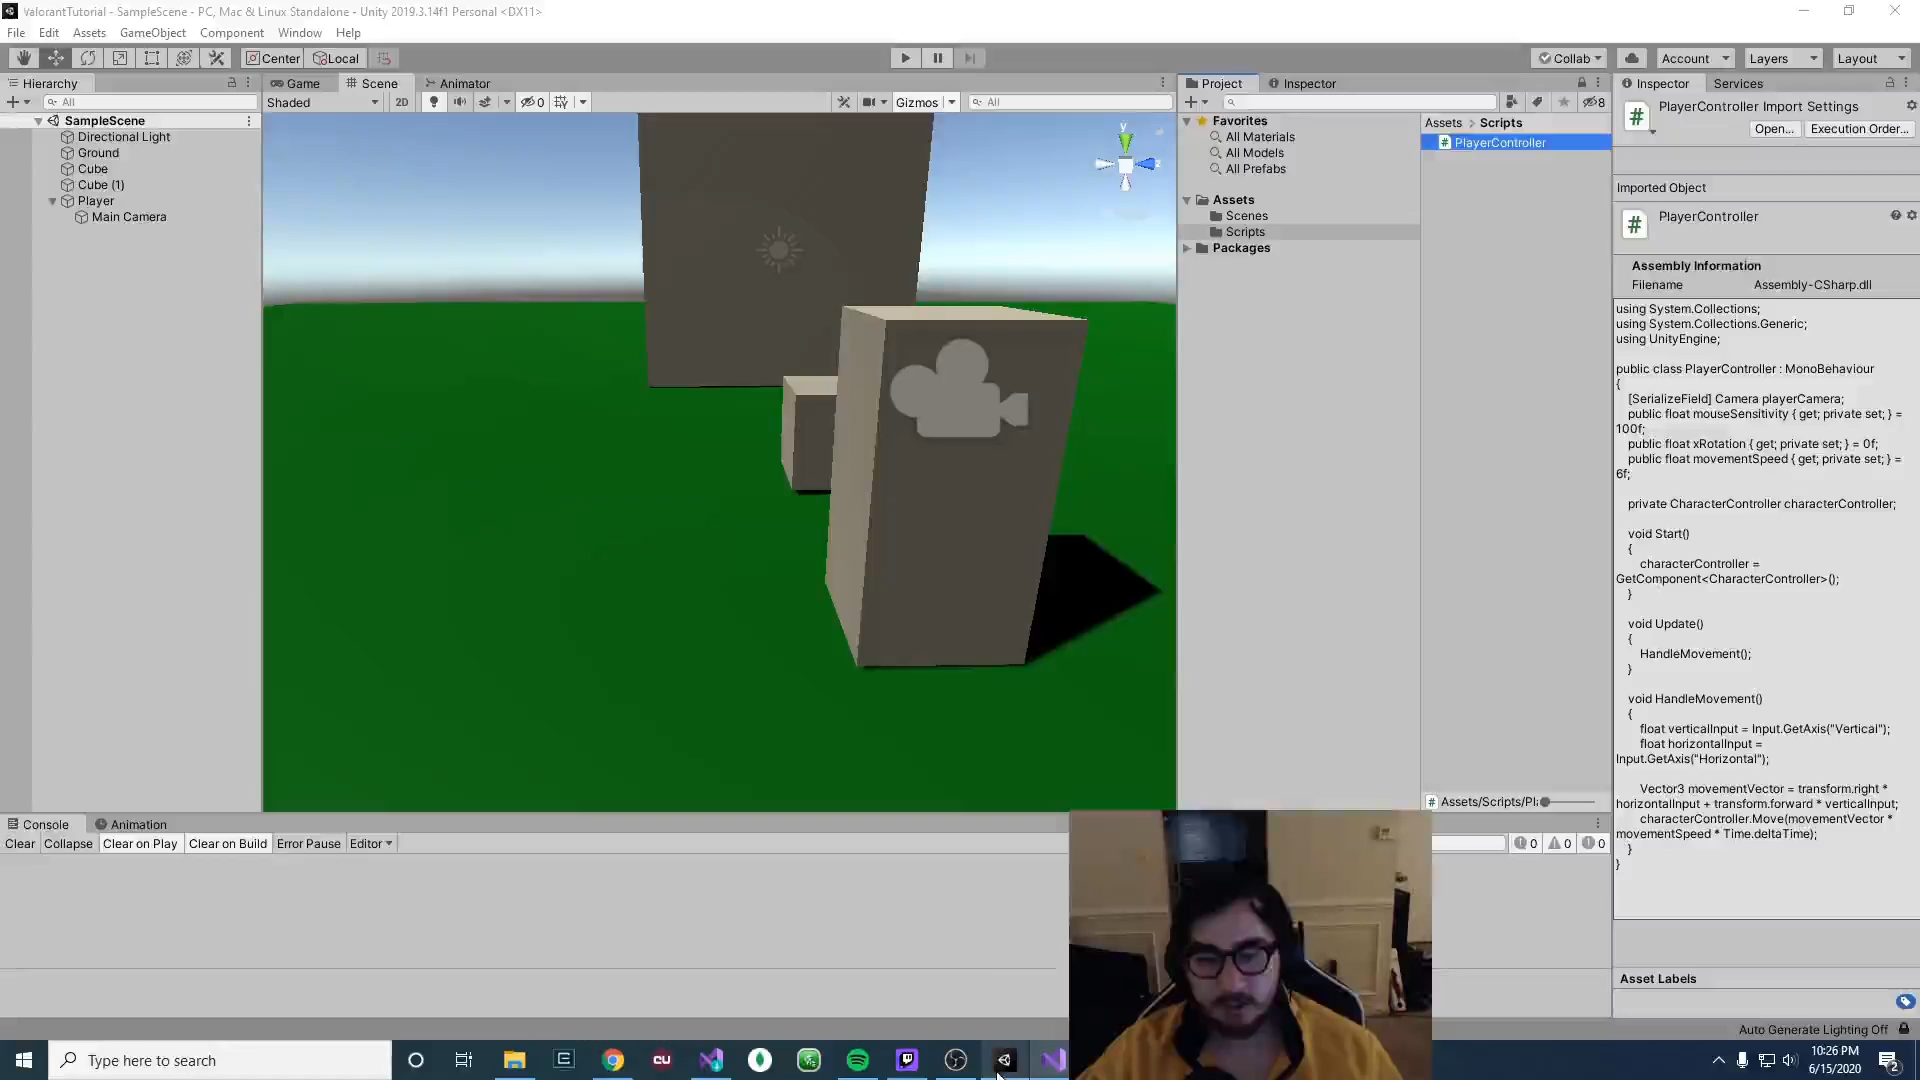 ValorantTutorial - SampleScene - PC, Mac & Linux Standalone - Unity 2019.3.14f1 Personal <DX11>
File Edit Assets GameObject Component Window Help
Center Local Collab Account Layers Layout
Hierarchy
All
SampleScene
Directional Light
Ground
Cube
Cube (1)
Player
Main Camera
Game Scene Animator
Shaded 2D 0 Gizmos All
y
z
Project Inspector
8
Favorites
All Materials
All Models
All Prefabs
Assets
Scenes
Scripts
Packages
Assets > Scripts
PlayerController
Assets/Scripts/Pl
Inspector Services
PlayerController Import Settings
Open... Execution Order...
Imported Object
PlayerController
Assembly Information
Filename Assembly-CSharp.dll
using System.Collections;
using System.Collections.Generic;
using UnityEngine;
public class PlayerController : MonoBehaviour
{
[SerializeField] Camera playerCamera;
public float mouseSensitivity { get; private set; } =
100f;
public float xRotation { get; private set; } = 0f;
public float movementSpeed { get; private set; } =
6f;
private CharacterController characterController;
void Start()
{
characterController =
GetComponent<CharacterController>();
}
void Update()
{
HandleMovement();
}
void HandleMovement()
{
float verticalInput = Input.GetAxis("Vertical");
float horizontalInput =
Input.GetAxis("Horizontal");
Vector3 movementVector = transform.right *
horizontalInput + transform.forward * verticalInput;
characterController.Move(movementVector *
movementSpeed * Time.deltaTime);
}
}
Asset Labels
Console Animation
Clear Collapse Clear on Play Clear on Build Error Pause Editor
0 0 0
Auto Generate Lighting Off
Type here to search
10:26 PM
6/15/2020
2